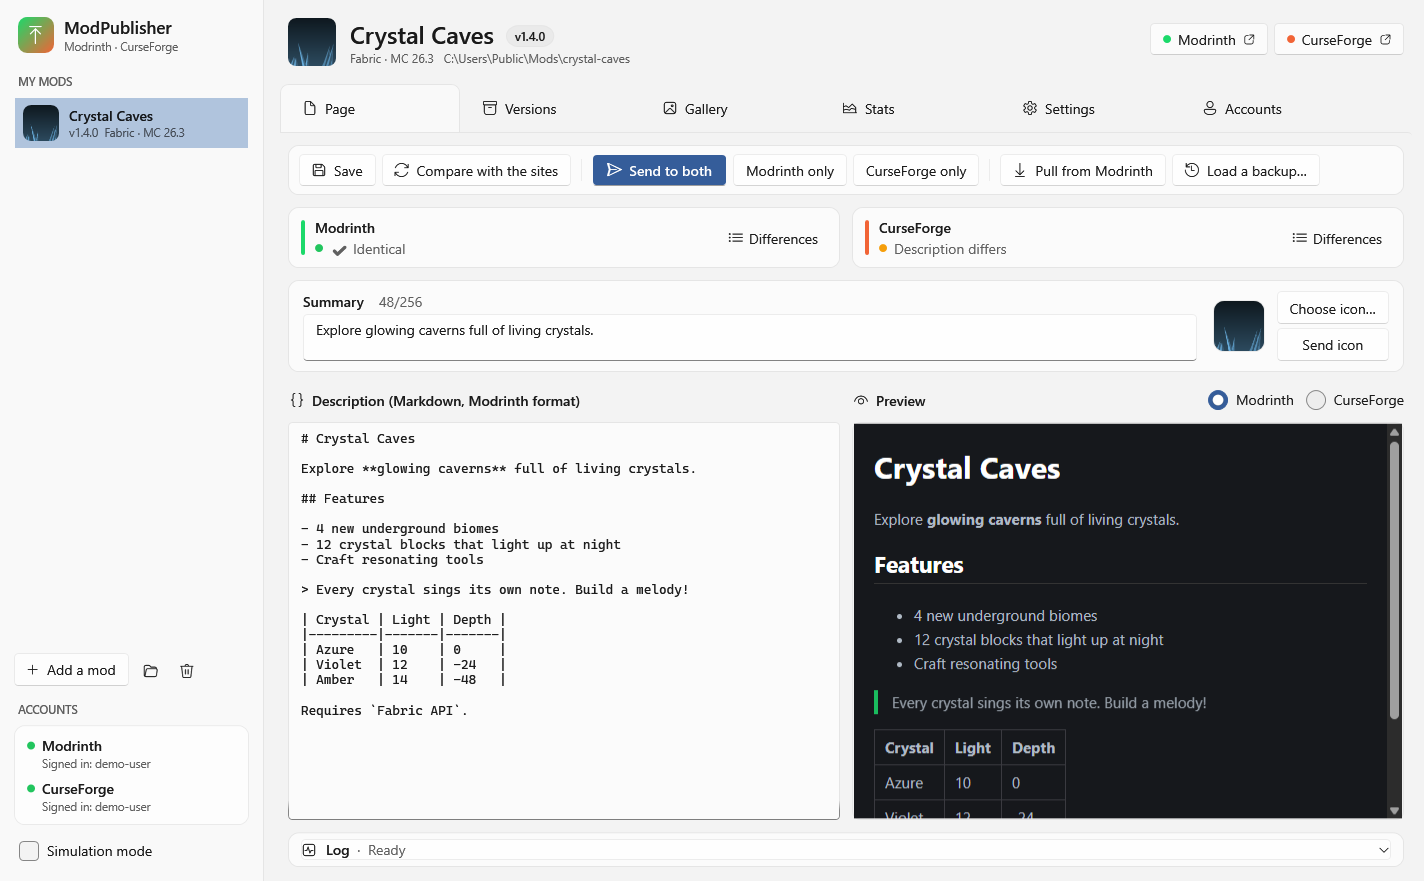 ModPublisher
Modrinth · CurseForge
MY MODS
Crystal Caves
v1.4.0 Fabric · MC 26.3
Add a mod
ACCOUNTS
Modrinth
Signed in: demo-user
CurseForge
Signed in: demo-user
Simulation mode
Crystal Caves v1.4.0
Fabric · MC 26.3 C:\Users\Public\Mods\crystal-caves
Modrinth CurseForge
Page Versions Gallery Stats Settings Accounts
Save Compare with the sites Send to both Modrinth only CurseForge only Pull from Modrinth Load a backup...
Modrinth
Identical
Differences
CurseForge
Description differs
Differences
Summary 48/256
Explore glowing caverns full of living crystals.
Choose icon...
Send icon
{} Description (Markdown, Modrinth format)
# Crystal Caves
Explore **glowing caverns** full of living crystals.
## Features
- 4 new underground biomes
- 12 crystal blocks that light up at night
- Craft resonating tools
> Every crystal sings its own note. Build a melody!
| Crystal | Light | Depth |
|---------|-------|-------|
| Azure | 10 | 0 |
| Violet | 12 | -24 |
| Amber | 14 | -48 |
Requires `Fabric API`.
Preview
Modrinth CurseForge
Crystal Caves
Explore glowing caverns full of living crystals.
Features
• 4 new underground biomes
• 12 crystal blocks that light up at night
• Craft resonating tools
Every crystal sings its own note. Build a melody!
Crystal Light Depth
Azure 10 0
Violet 12 -24
Log · Ready